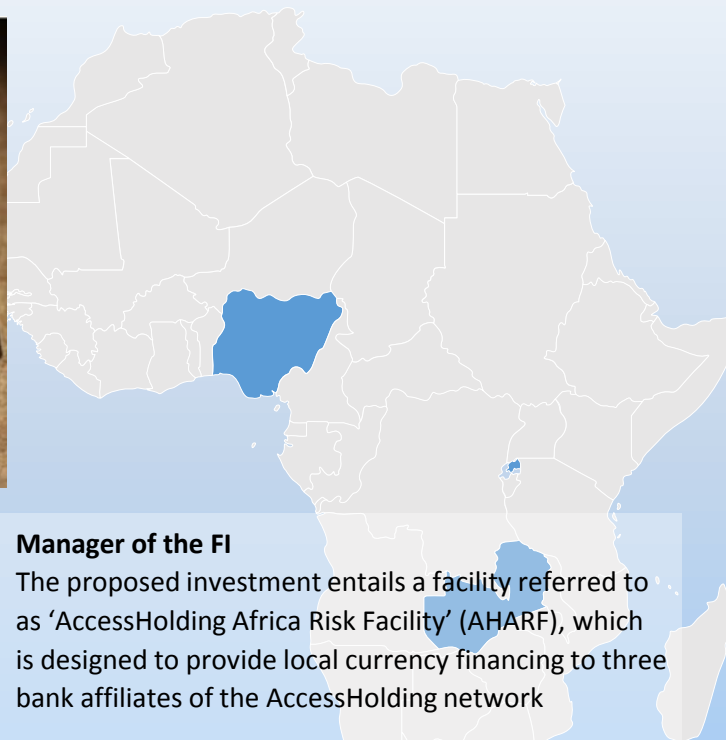 Manager of the FI
The proposed investment entails a facility referred to
as ‘AccessHolding Africa Risk Facility’ (AHARF), which
is designed to provide local currency financing to three
bank affiliates of the AccessHolding network